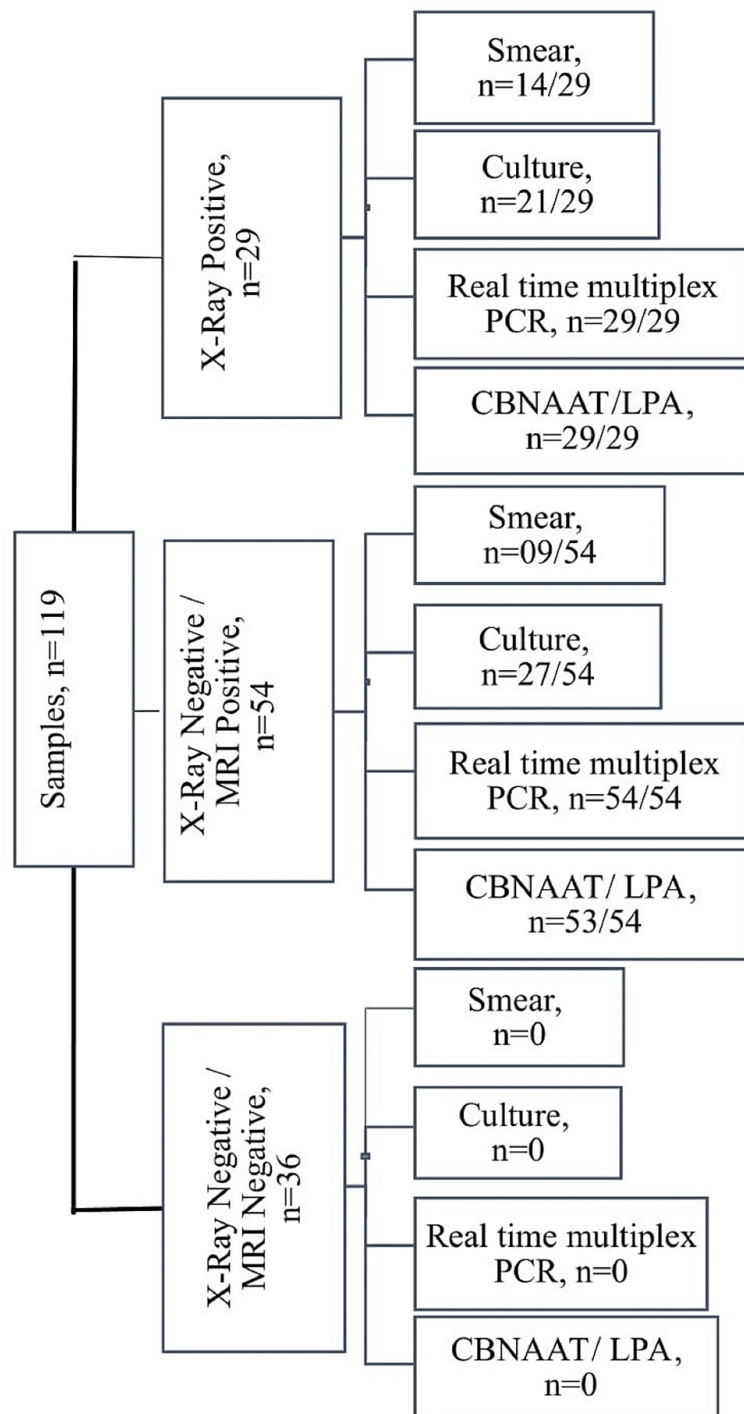 Samples, n=119
X-Ray Positive,
n=29
Smear,
n=14/29
Culture,
n=21/29
Real time multiplex
PCR, n=29/29
CBNAAT/LPA,
n=29/29
X-Ray Negative /
MRI Positive,
n=54
Smear,
n=09/54
Culture,
n=27/54
Real time multiplex
PCR, n=54/54
CBNAAT/ LPA,
n=53/54
X-Ray Negative /
MRI Negative,
n=36
Smear,
n=0
Culture,
n=0
Real time multiplex
PCR, n=0
CBNAAT/ LPA,
n=0